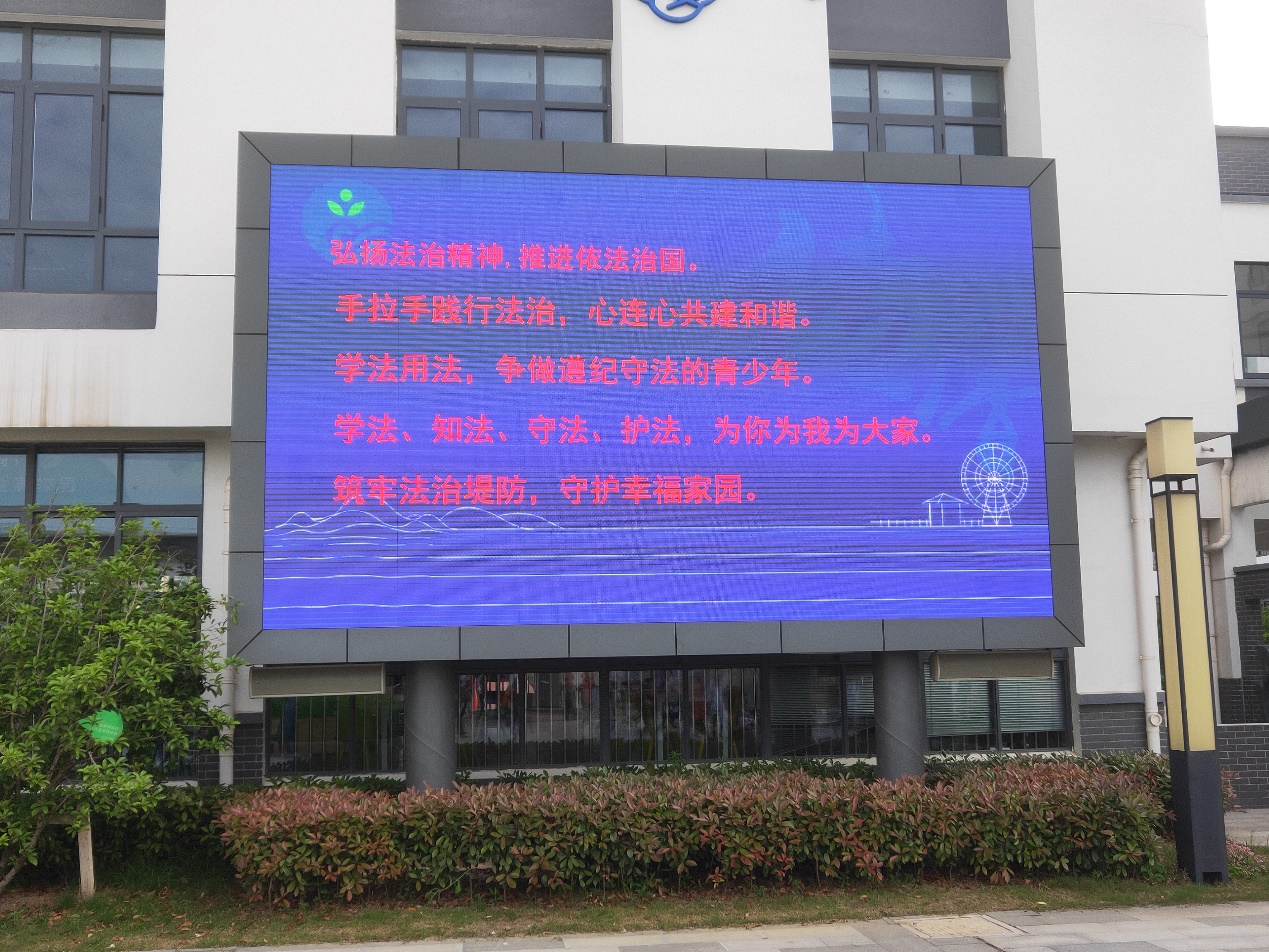 弘扬法治精神,推进依法治国。
手拉手践行法治，心连心共建和谐。
学法用法，争做遵纪守法的青少年。
学法、知法、守法、护法，为你为我为大家。
筑牢法治堤防，守护幸福家园。